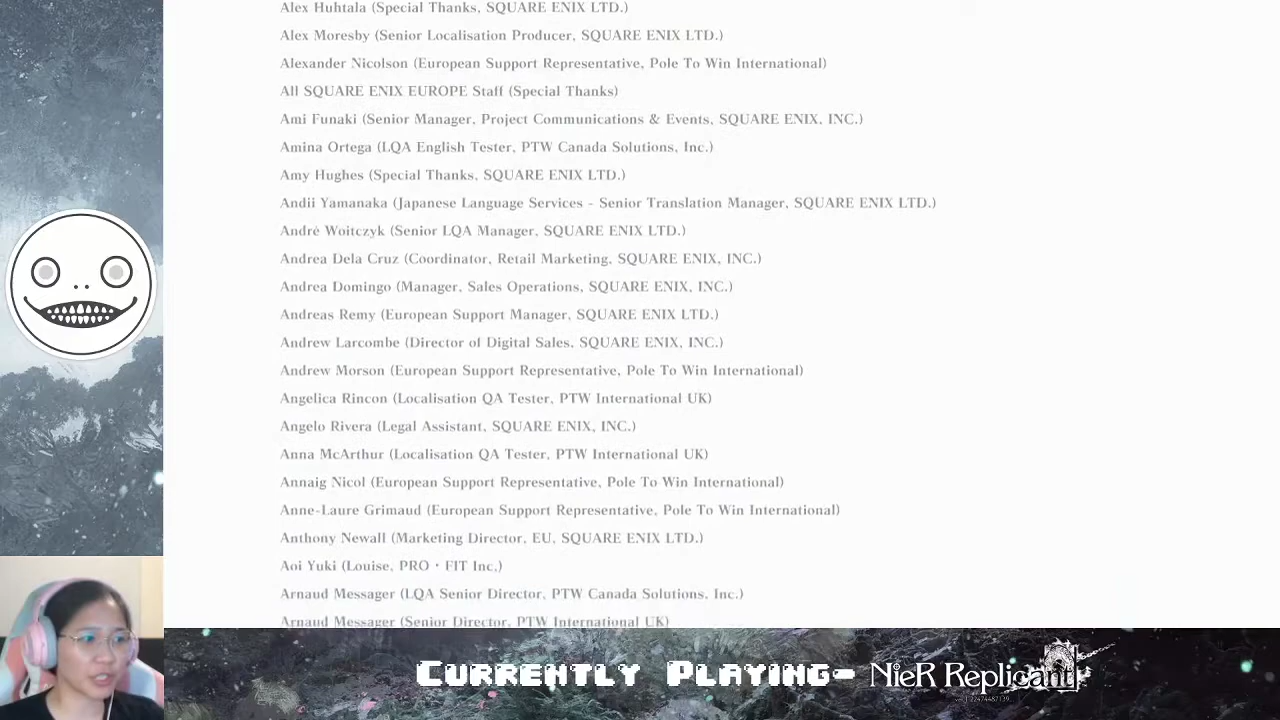 Alex Huhtala (Special Thanks, SQUARE ENIX LTD.)
Alex Moresby (Senior Localisation Producer, SQUARE ENIX LTD.)
Alexander Nicolson (European Support Representative, Pole To Win International)
All SQUARE ENIX EUROPE Staff (Special Thanks)
Ami Funaki (Senior Manager, Project Communications & Events, SQUARE ENIX, INC.)
Amina Ortega (LQA English Tester, PTW Canada Solutions, Inc.)
Amy Hughes (Special Thanks, SQUARE ENIX LTD.)
Andii Yamanaka (Japanese Language Services - Senior Translation Manager, SQUARE ENIX LTD.)
André Woitczyk (Senior LQA Manager, SQUARE ENIX LTD.)
Andrea Dela Cruz (Coordinator, Retail Marketing, SQUARE ENIX, INC.)
Andrea Domingo (Manager, Sales Operations, SQUARE ENIX, INC.)
Andreas Remy (European Support Manager, SQUARE ENIX LTD.)
Andrew Larcombe (Director of Digital Sales, SQUARE ENIX, INC.)
Andrew Morson (European Support Representative, Pole To Win International)
Angelica Rincon (Localisation QA Tester, PTW International UK)
Angelo Rivera (Legal Assistant, SQUARE ENIX, INC.)
Anna McArthur (Localisation QA Tester, PTW International UK)
Annaig Nicol (European Support Representative, Pole To Win International)
Anne-Laure Grimaud (European Support Representative, Pole To Win International)
Anthony Newall (Marketing Director, EU, SQUARE ENIX LTD.)
Aoi Yuki (Louise, PRO・FIT Inc,)
Arnaud Messager (LQA Senior Director, PTW Canada Solutions, Inc.)
Arnaud Messager (Senior Director, PTW International UK)
Currently Playing- NieR Replicant